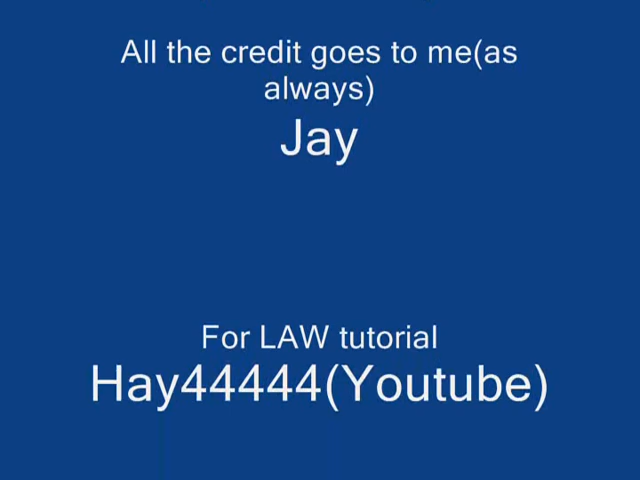 All the credit goes to me(as
always)
Jay
For LAW tutorial
Hay44444(Youtube)